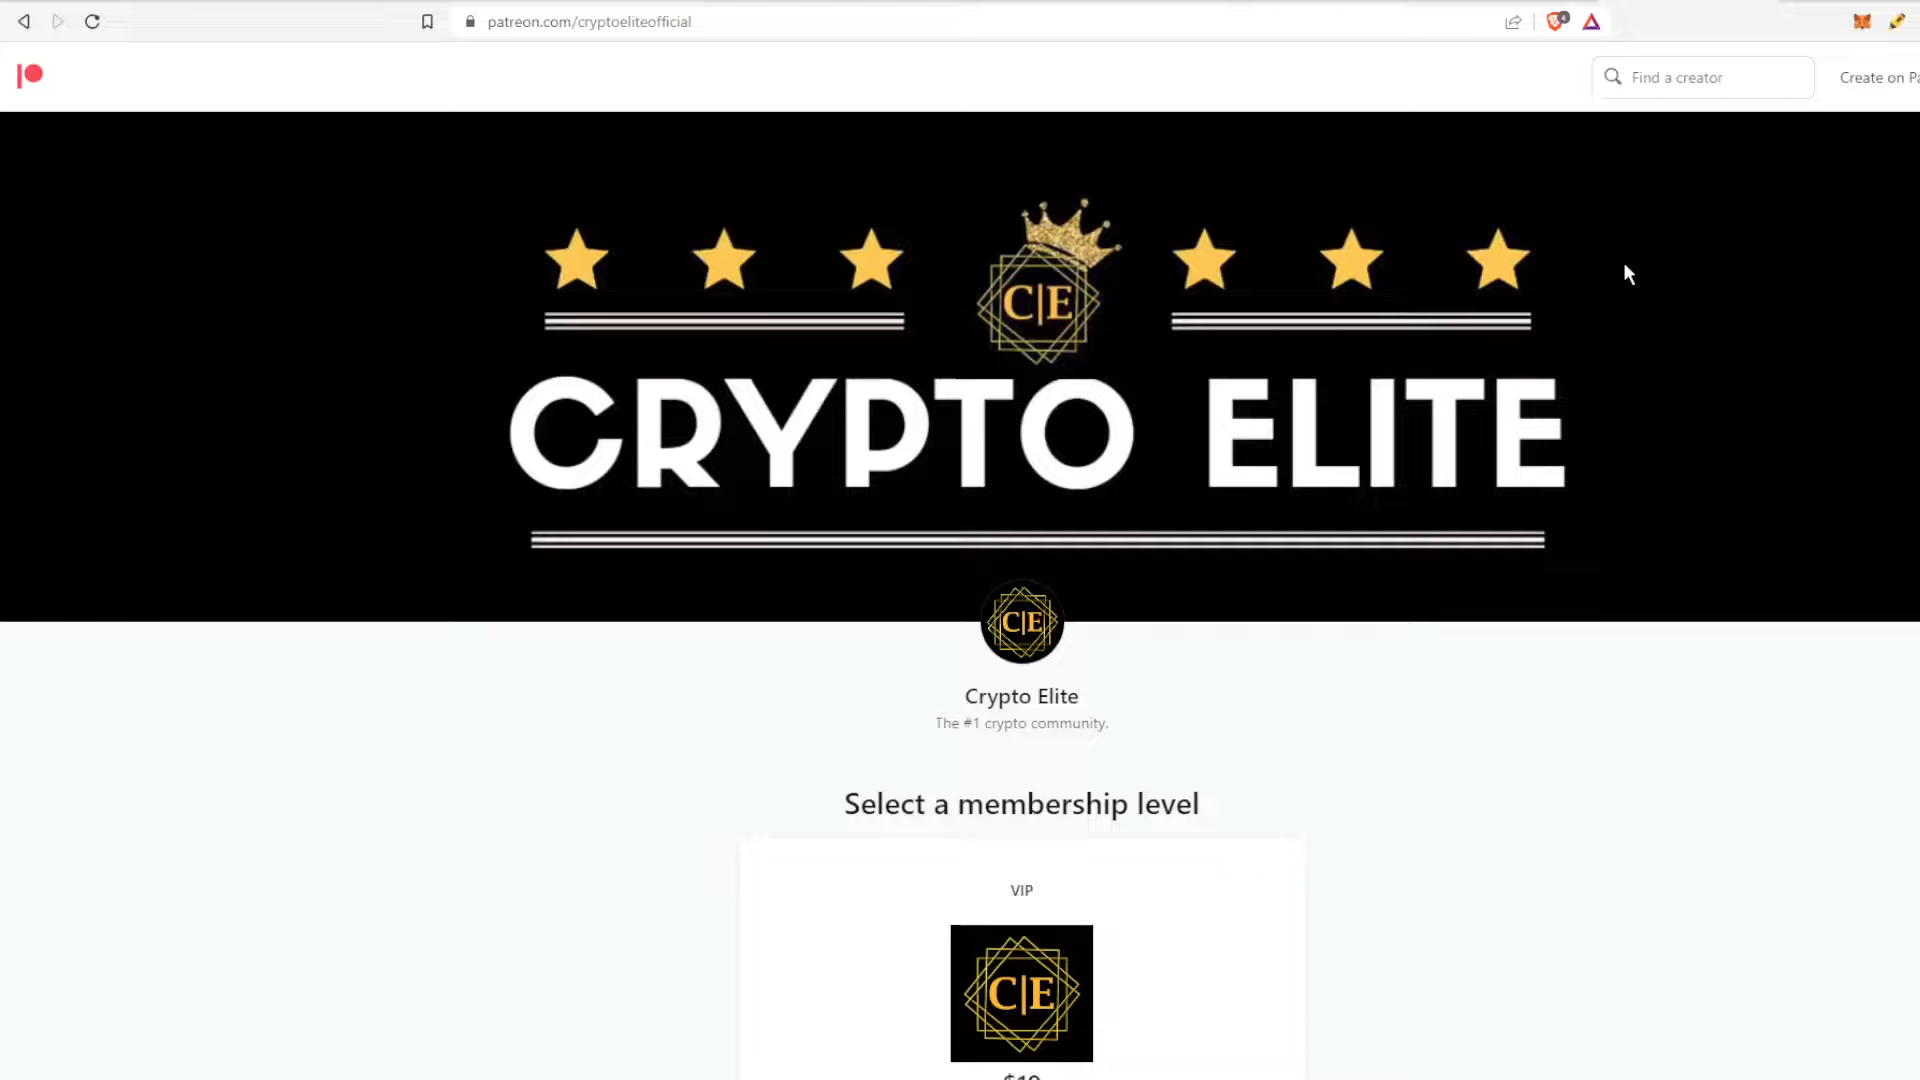 patreon.com/cryptoeliteofficial
4
Find a creator
Create on Pa
C|E
CRYPTO ELITE
C|E
Crypto Elite
The #1 crypto community.
Select a membership level
VIP
C|E